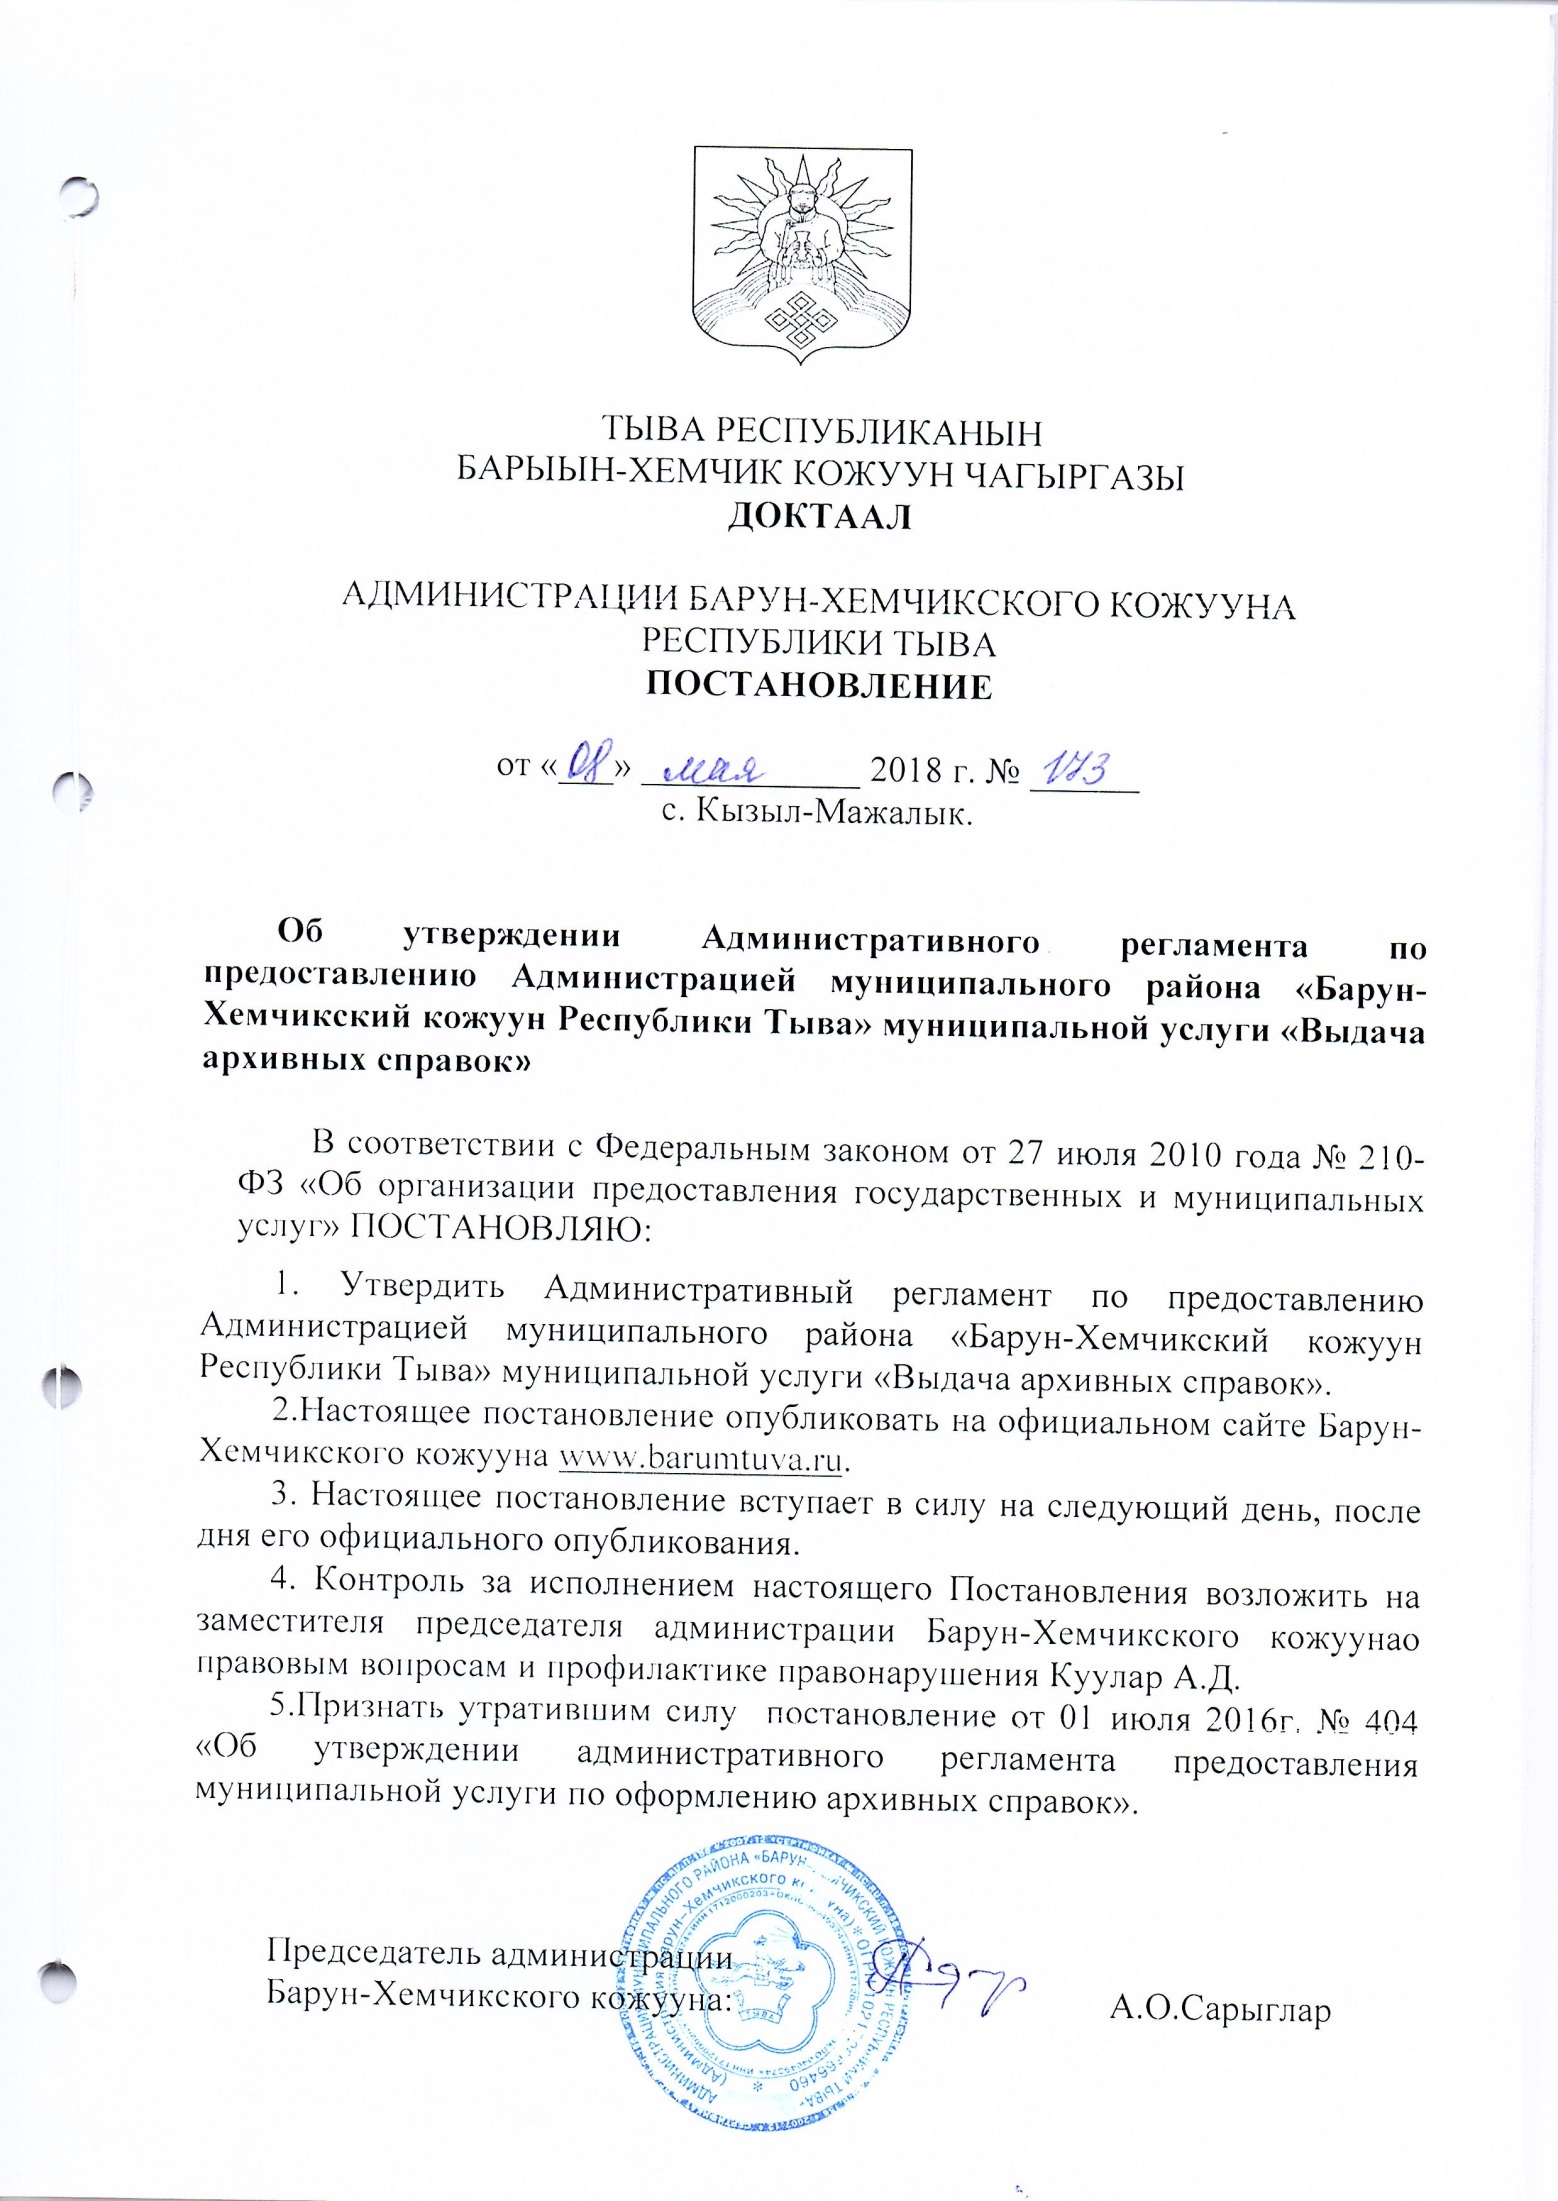 ТЫВА РЕСПУБЛИКАНЫН
БАРЫЫН-ХЕМЧИК КОЖУУН ЧАГЫРГАЗЫ
ДОКТААЛ
АДМИНИСТРАЦИИ БАРУН-ХЕМЧИКСКОГО КОЖУУНА
РЕСПУБЛИКИ ТЫВА
ПОСТАНОВЛЕНИЕ
от «08» мая 2018 г. № 173
с. Кызыл-Мажалык.
Об утверждении Административного регламента по
предоставлению Администрацией муниципального района «Барун-
Хемчикский кожуун Республики Тыва» муниципальной услуги «Выдача
архивных справок»
В соответствии с Федеральным законом от 27 июля 2010 года № 210-
ФЗ «Об организации предоставления государственных и муниципальных
услуг» ПОСТАНОВЛЯЮ:
1. Утвердить Административный регламент по предоставлению
Администрацией муниципального района «Барун-Хемчикский кожуун
Республики Тыва» муниципальной услуги «Выдача архивных справок».
2.Настоящее постановление опубликовать на официальном сайте Барун-
Хемчикского кожууна www.barumtuva.ru.
3. Настоящее постановление вступает в силу на следующий день, после
дня его официального опубликования.
4. Контроль за исполнением настоящего Постановления возложить на
заместителя председателя администрации Барун-Хемчикского кожуунао
правовым вопросам и профилактике правонарушения Куулар А.Д.
5.Признать утратившим силу постановление от 01 июля 2016г. № 404
«Об утверждении административного регламента предоставления
муниципальной услуги по оформлению архивных справок».
Председатель администрации
Барун-Хемчикского кожууна:
А.О.Сарыглар
ТЫВА